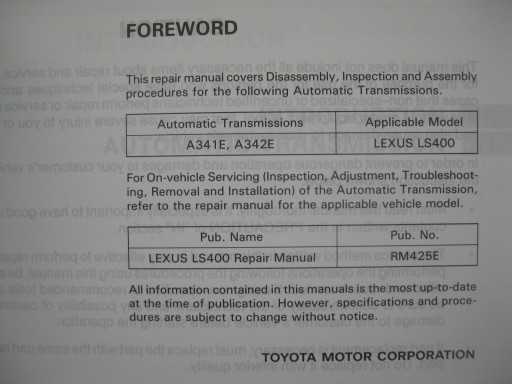 FOREWORD
This repair manual covers Disassembly, Inspection and Assembly
procedures for the following Automatic Transmissions.
Automatic Transmissions Applicable Model
A341E, A342E LEXUS LS400
For On-vehicle Servicing (Inspection, Adjustment, Troubleshoot-
ing, Removal and Installation) of the Automatic Transmission,
refer to the repair manual for the applicable vehicle model.
Pub. Name Pub. No.
LEXUS LS400 Repair Manual RM425E
All information contained in this manuals is the most up-to-date
at the time of publication. However, specifications and proce-
dures are subject to change without notice.
TOYOTA MOTOR CORPORATION